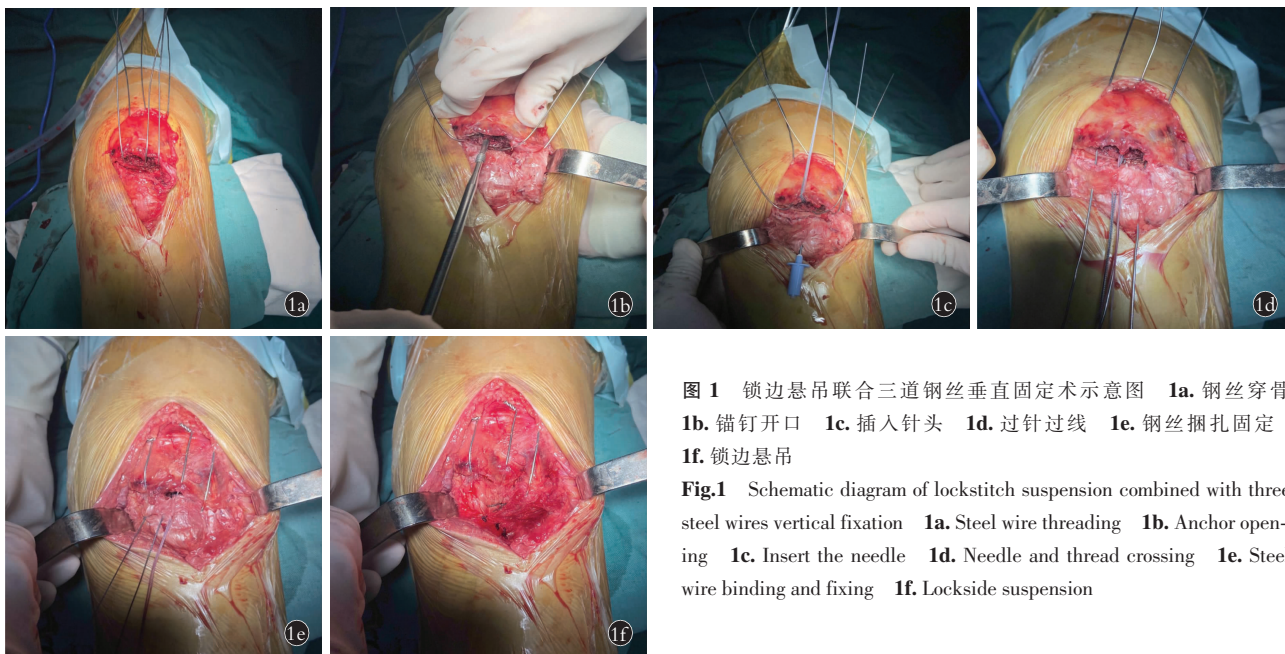 1a
1b
1c
1d
1e
1f
图 1 锁边悬吊联合三道钢丝垂直固定术示意图 1a. 钢丝穿骨
1b. 锚钉开口 1c. 插入针头 1d. 过针过线 1e. 钢丝捆扎固定
1f. 锁边悬吊
Fig.1 Schematic diagram of lockstitch suspension combined with three
steel wires vertical fixation 1a. Steel wire threading 1b. Anchor open-
ing 1c. Insert the needle 1d. Needle and thread crossing 1e. Stee
wire binding and fixing 1f. Lockside suspension